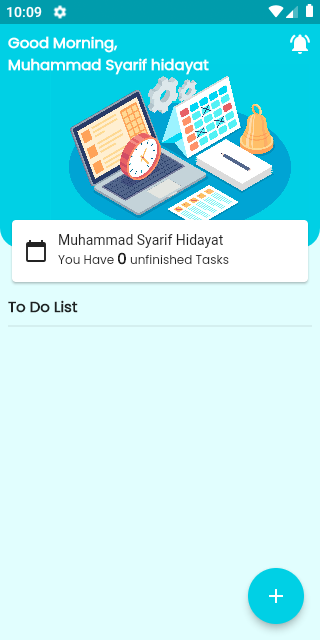 10:09
Good Morning,
Muhammad Syarif hidayat
Muhammad Syarif Hidayat
You Have 0 unfinished Tasks
To Do List